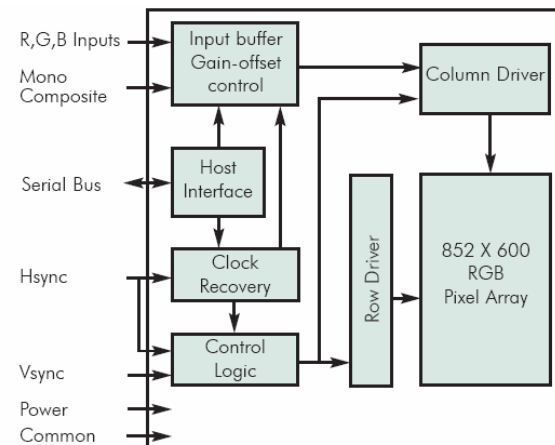 R,G,B Inputs
Mono
Composite
Serial Bus
Hsync
Vsync
Power
Common
Input buffer
Gain-offset
control
Host
Interface
Clock
Recovery
Control
Logic
Row Driver
Column Driver
852 X 600
RGB
Pixel Array